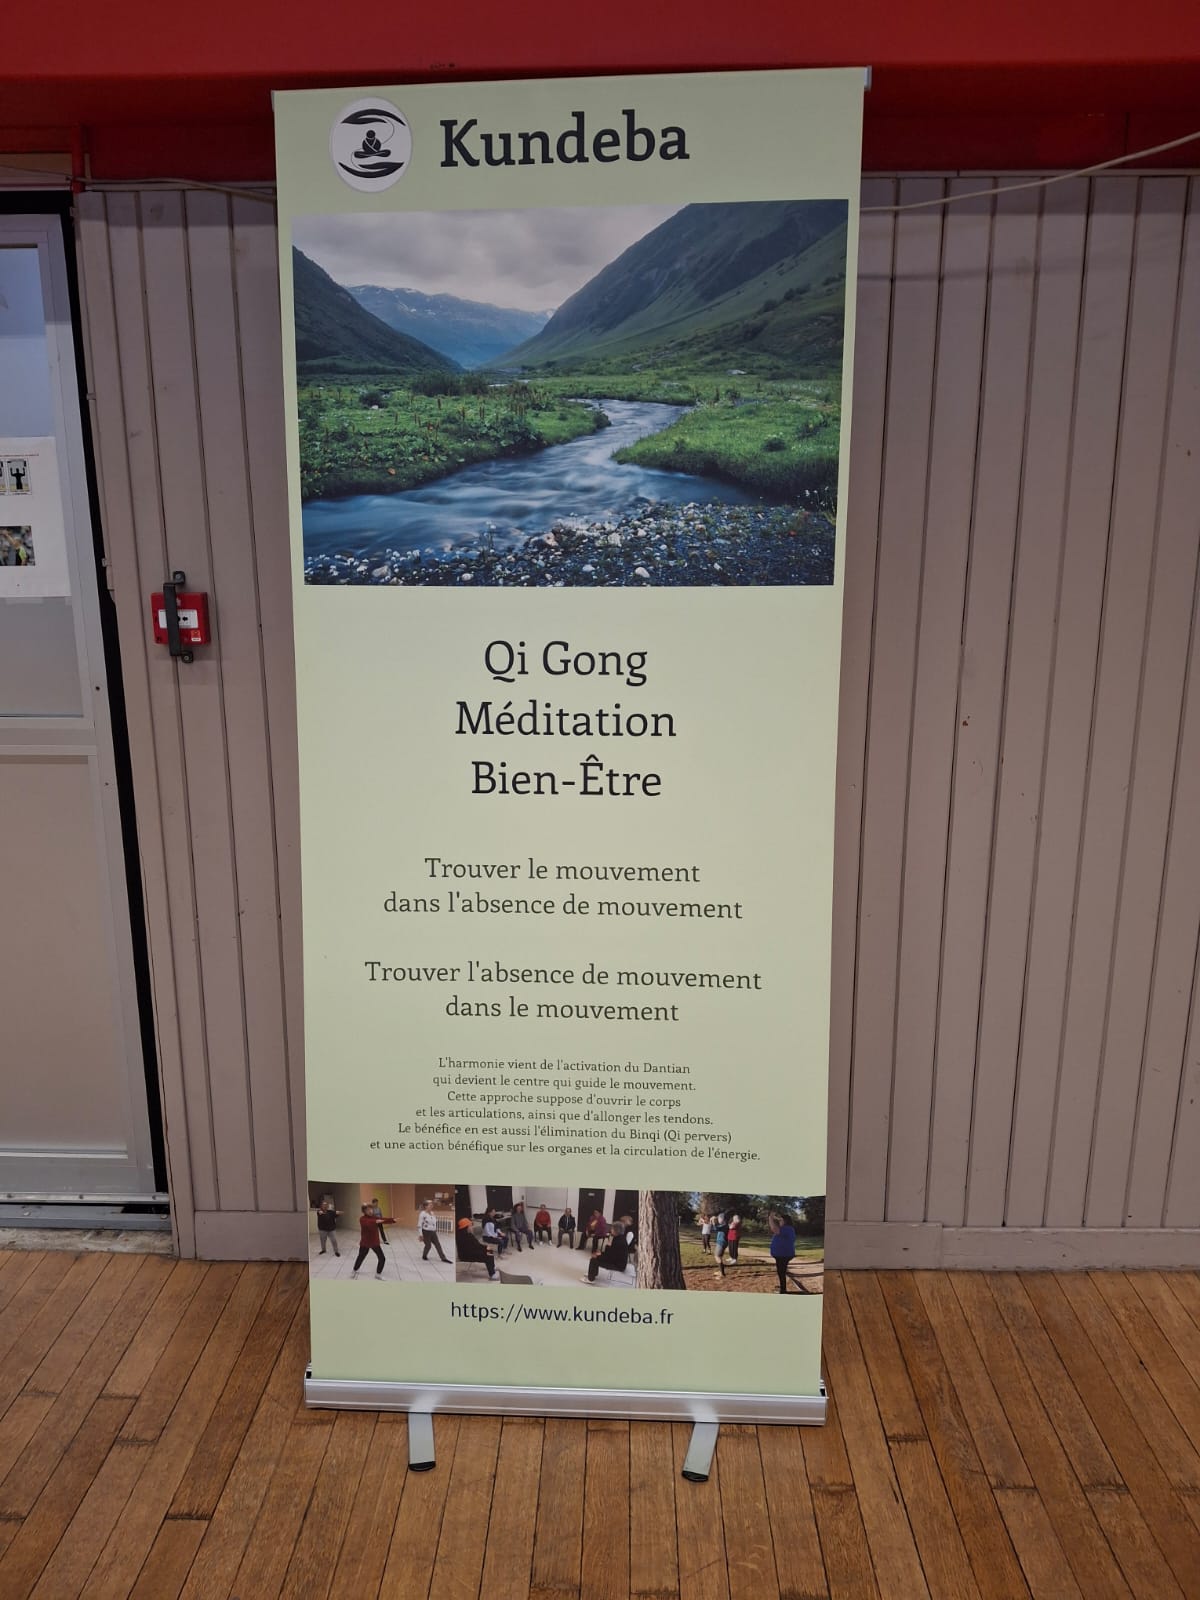 Kundeba
Qi Gong
Méditation
Bien-Être
Trouver le mouvement
dans l'absence de mouvement
Trouver l'absence de mouvement
dans le mouvement
L'harmonie vient de l'activation du Dantian
qui devient le centre qui guide le mouvement.
Cette approche suppose d'ouvrir le corps
et les articulations, ainsi que d'allonger les tendons.
Le bénéfice en est aussi l'élimination du Binqi (Qi pervers)
et une action bénéfique sur les organes et la circulation de l'énergie.
https://www.kundeba.fr